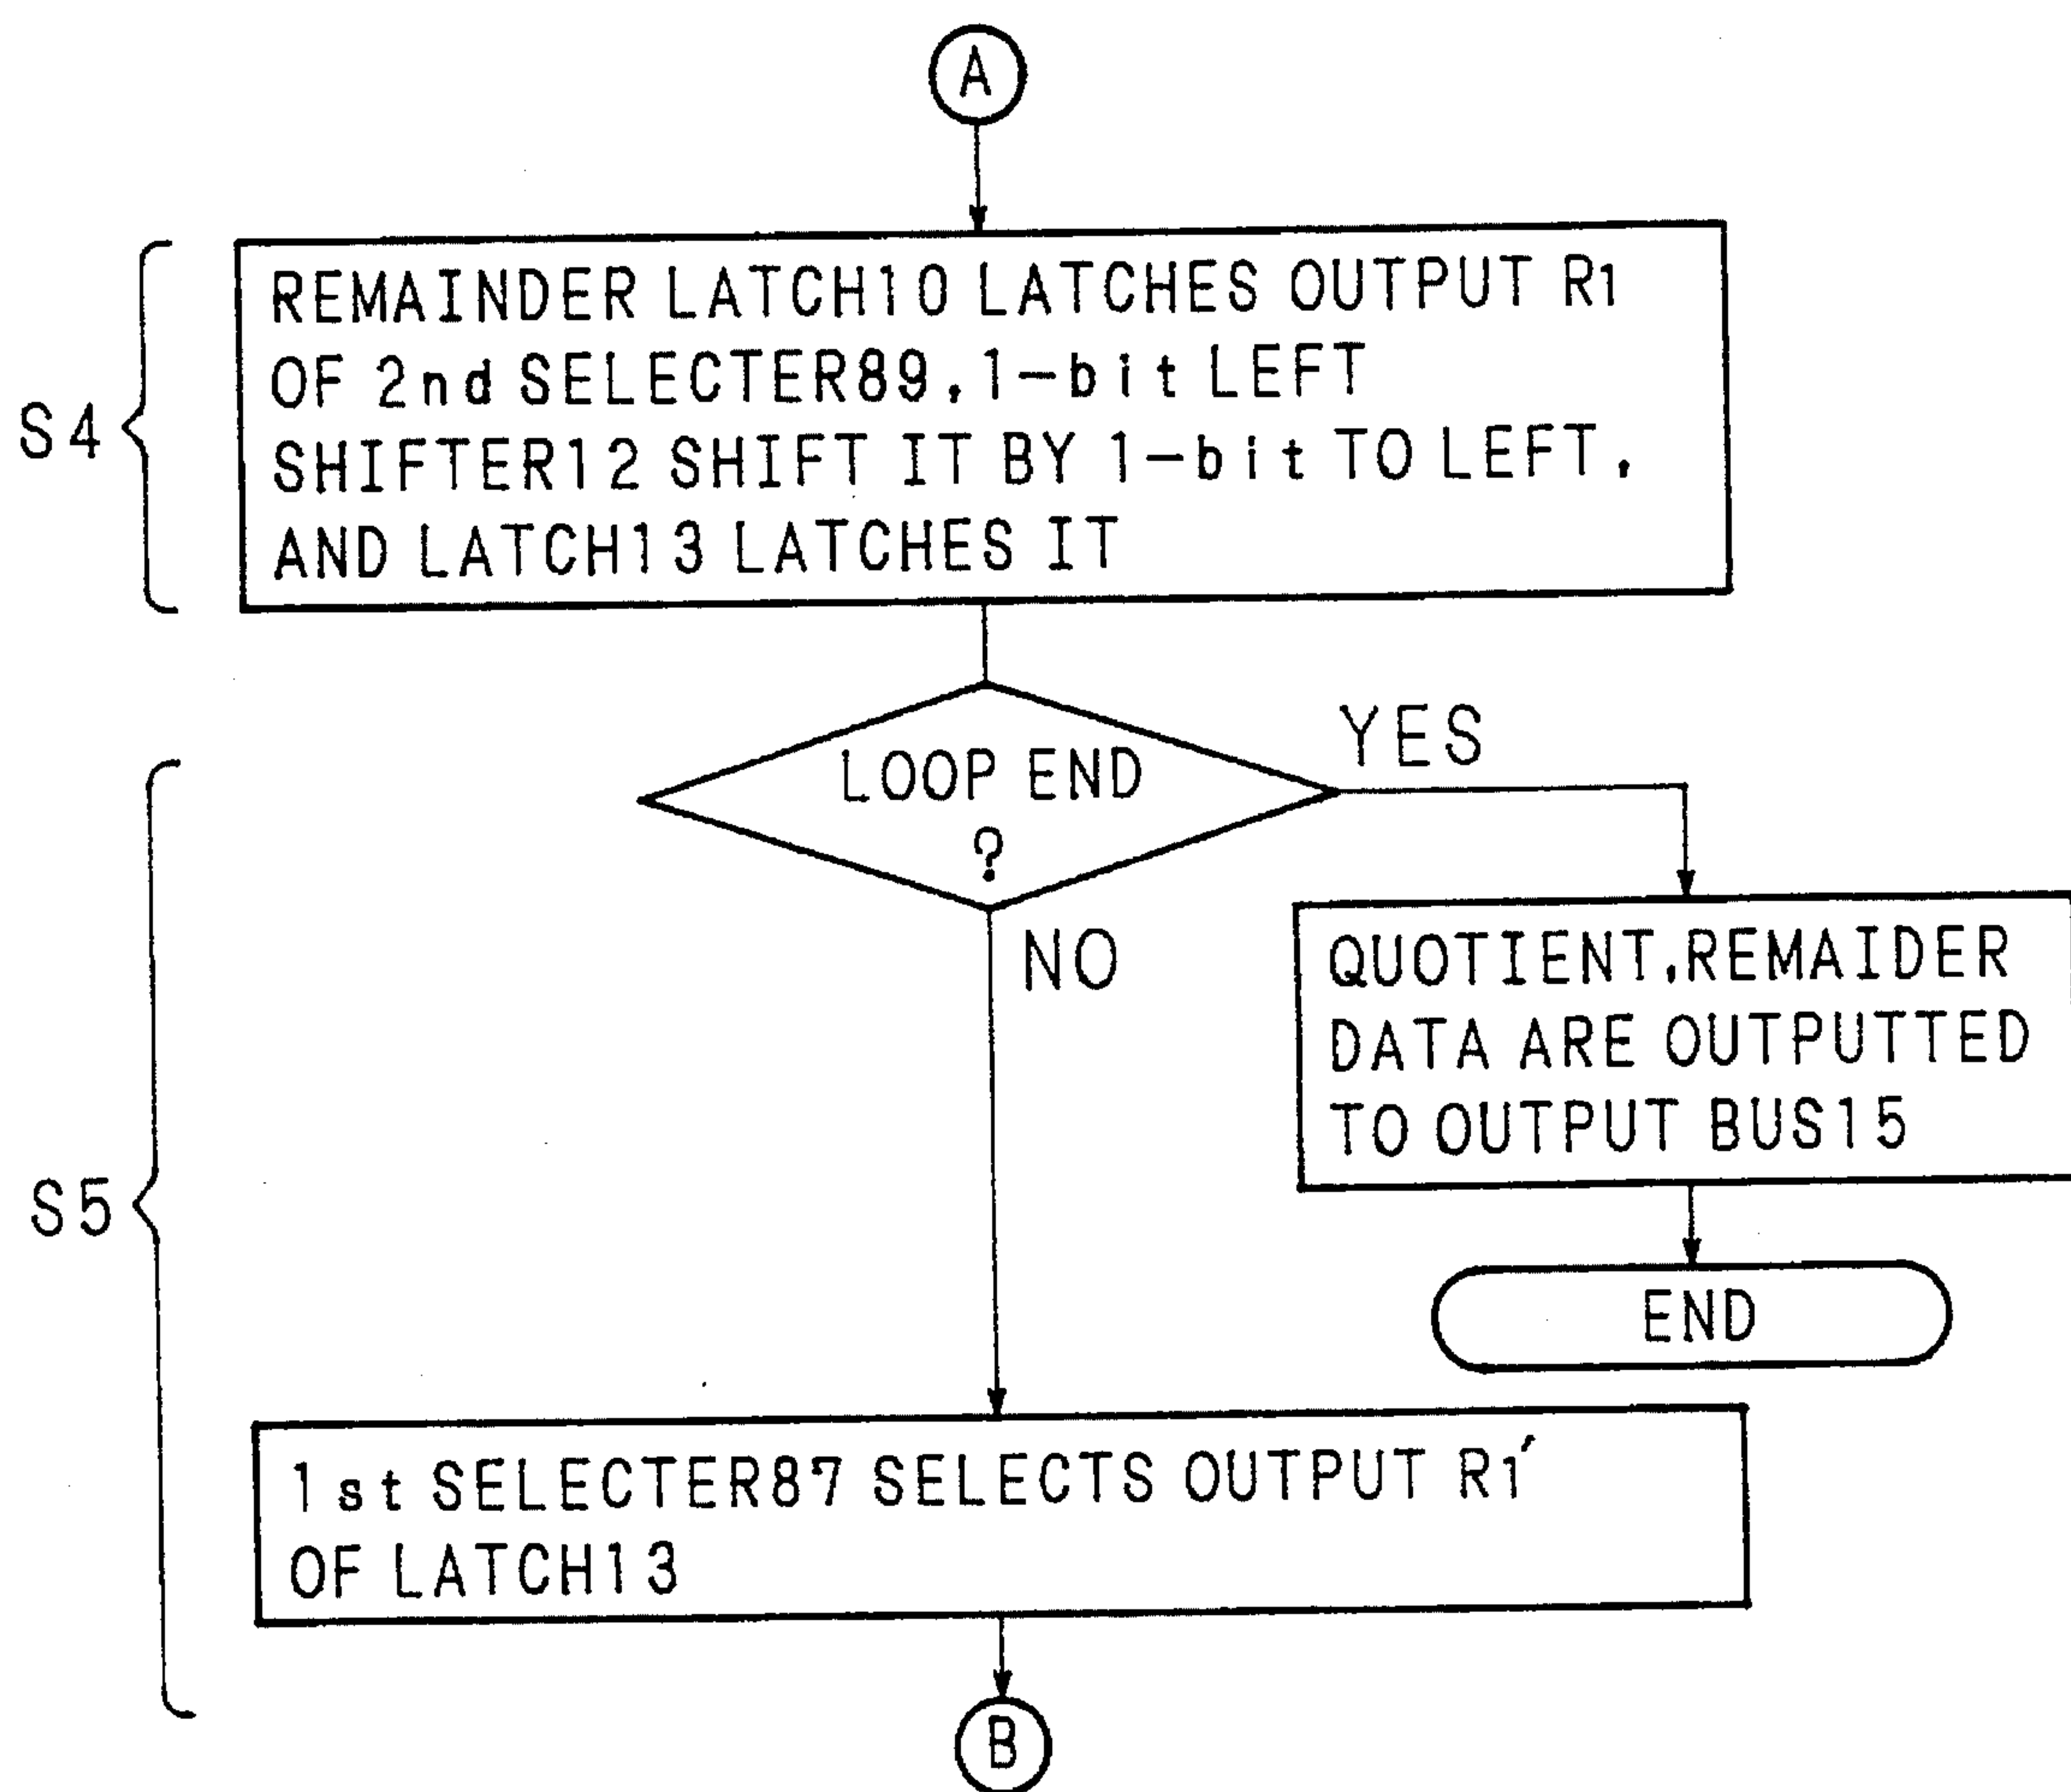 A
REMAINDER LATCH10 LATCHES OUTPUT Ri
OF 2nd SELECTER89,1-bit LEFT
SHIFTER12 SHIFT IT BY 1-bit TO LEFT,
AND LATCH13 LATCHES IT
S4
LOOP END
?
YES
NO
QUOTIENT,REMAIDER
DATA ARE OUTPUTTED
TO OUTPUT BUS15
END
S5
1st SELECTER87 SELECTS OUTPUT Ri′
OF LATCH13
B